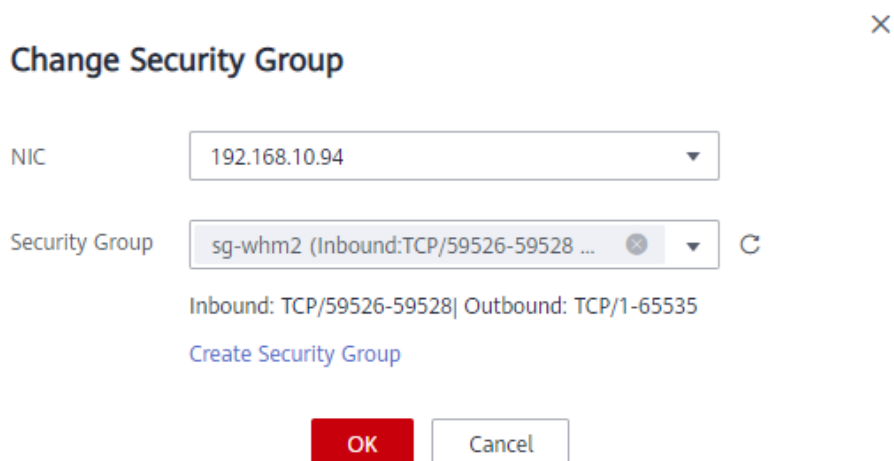 Change Security Group
NIC
192.168.10.94
Security Group
sg-whm2 (Inbound:TCP/59526-59528 ...
Inbound: TCP/59526-59528| Outbound: TCP/1-65535
Create Security Group
OK
Cancel